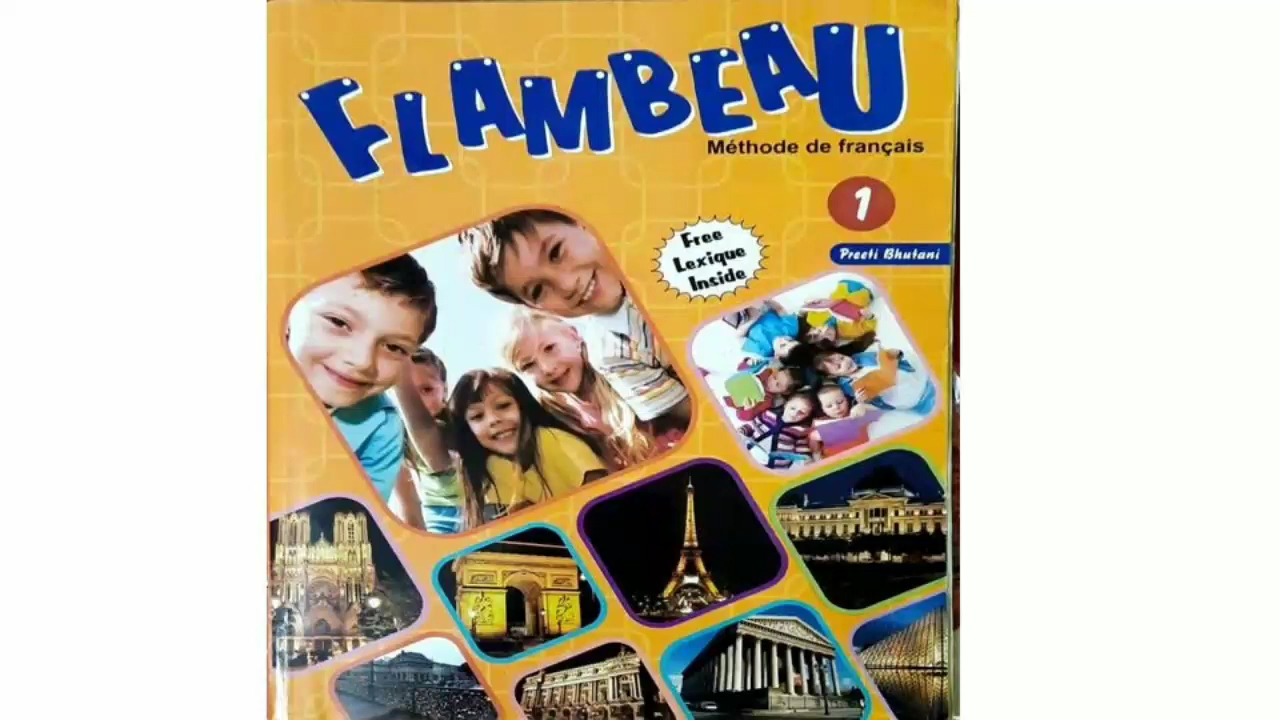 FLAMBEAU
Méthode de français
1
Preeti Bhutani
Free
Lexique
Inside